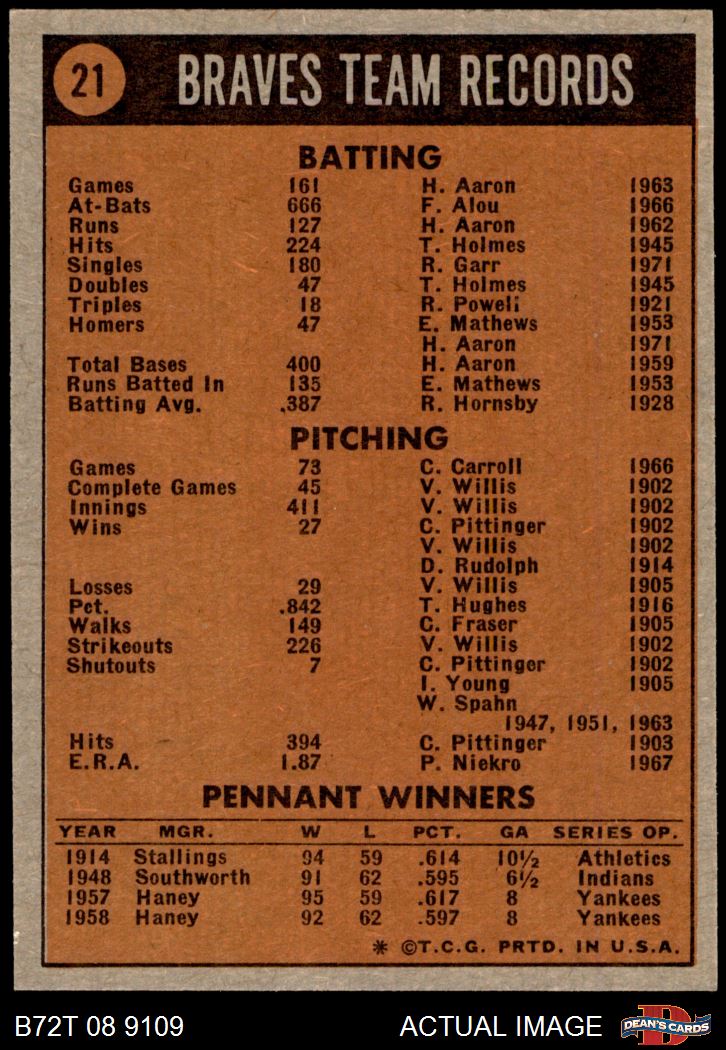 21 BRAVES TEAM RECORDS
BATTING
Games 161 H. Aaron 1963
At-Bats 666 F. Alou 1966
Runs 127 H. Aaron 1962
Hits 224 T. Holmes 1945
Singles 180 R. Garr 1971
Doubles 47 T. Holmes 1945
Triples 18 R. Powell 1921
Homers 47 E. Mathews 1953
H. Aaron 1971
Total Bases 400 H. Aaron 1959
Runs Batted In 135 E. Mathews 1953
Batting Avg. .387 R. Hornsby 1928
PITCHING
Games 73 C. Carroll 1966
Complete Games 45 V. Willis 1902
Innings 411 V. Willis 1902
Wins 27 C. Pittinger 1902
V. Willis 1902
D. Rudolph 1914
Losses 29 V. Willis 1905
Pct. .842 T. Hughes 1916
Walks 149 C. Fraser 1905
Strikeouts 226 V. Willis 1902
Shutouts 7 C. Pittinger 1902
I. Young 1905
W. Spahn
1947, 1951, 1963
Hits 394 C. Pittinger 1903
E.R.A. 1.87 P. Niekro 1967
PENNANT WINNERS
YEAR MGR. W L PCT. GA SERIES OP.
1914 Stallings 94 59 .614 10½ Athletics
1948 Southworth 91 62 .595 6½ Indians
1957 Haney 95 59 .617 8 Yankees
1958 Haney 92 62 .597 8 Yankees
* ©T.C.G. PRTD. IN U.S.A.
B72T 08 9109 ACTUAL IMAGE D DEAN'S CARDS